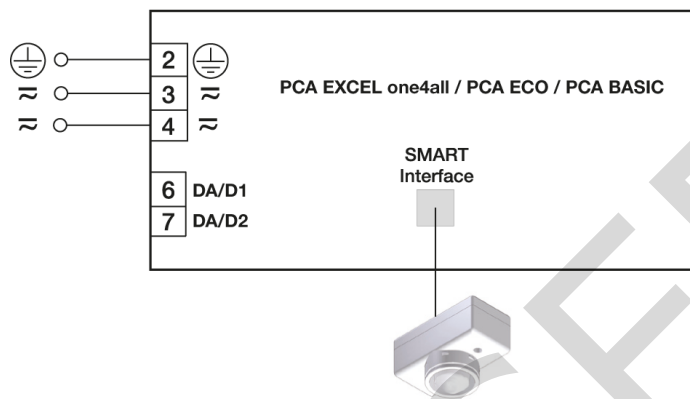 2
3
PCA EXCEL one4all / PCA ECO / PCA BASIC
4
SMART
Interface
6 DA/D1
7 DA/D2